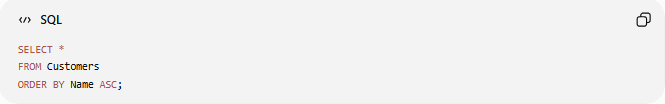 SQL
SELECT *
FROM Customers
ORDER BY Name ASC;